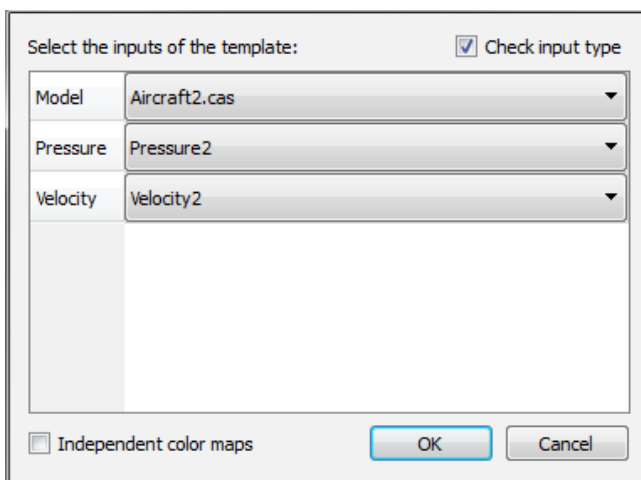 Select the inputs of the template: Check input type
Model Aircraft2.cas
Pressure Pressure2
Velocity Velocity2
Independent color maps OK Cancel